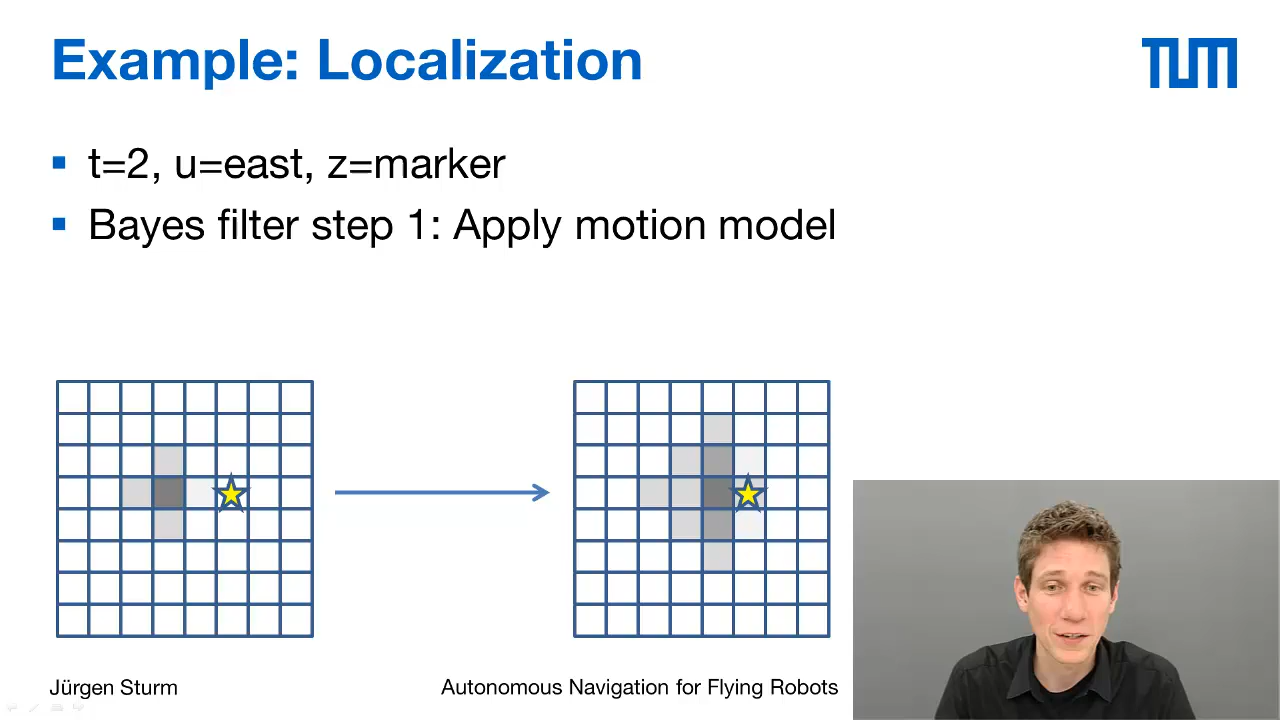 Example: Localization
TUM
t=2, u=east, z=marker
Bayes filter step 1: Apply motion model
Jürgen Sturm
Autonomous Navigation for Flying Robots